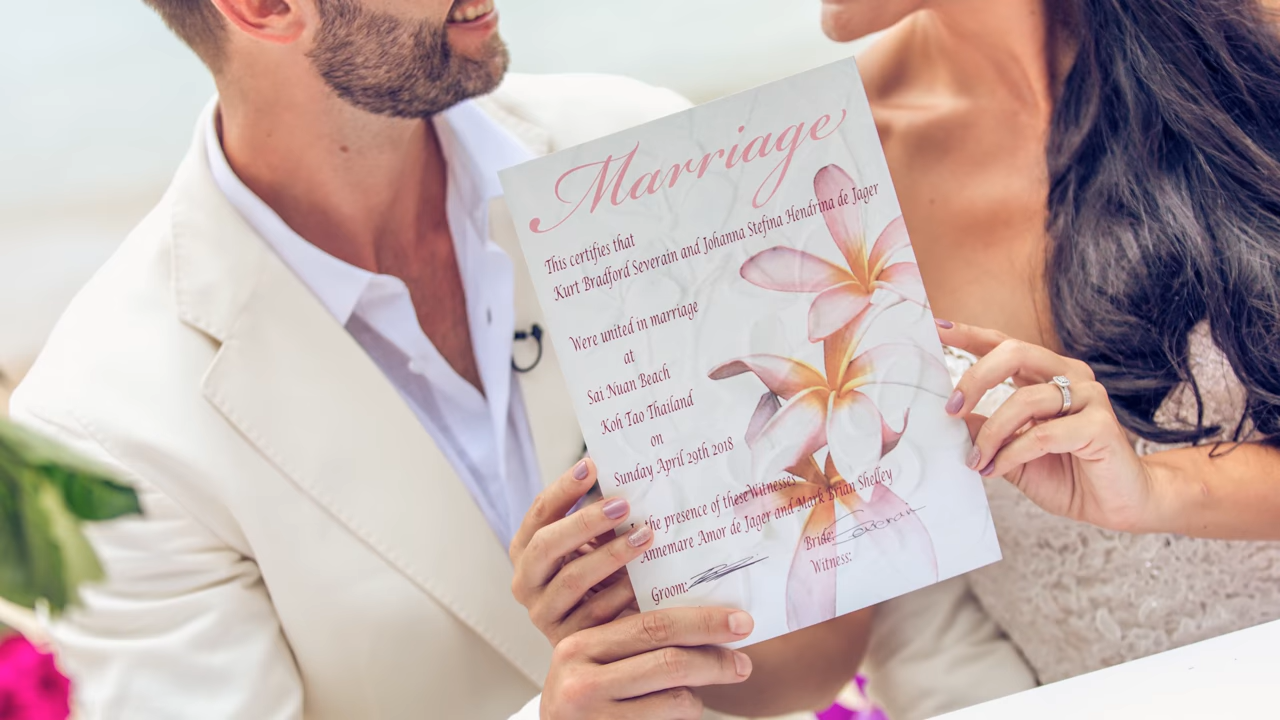 Marriage
This certifies that
Kurt Bradford Severain and Johanna Stefina Hendrina de Jager
Were united in marriage
at
Sai Nuan Beach
Koh Tao Thailand
on
Sunday April 29th 2018
the presence of these Witnesses
Annemare Amor de Jager and Mark Brian Shelley
Bride: Severain
Witness:
Groom: